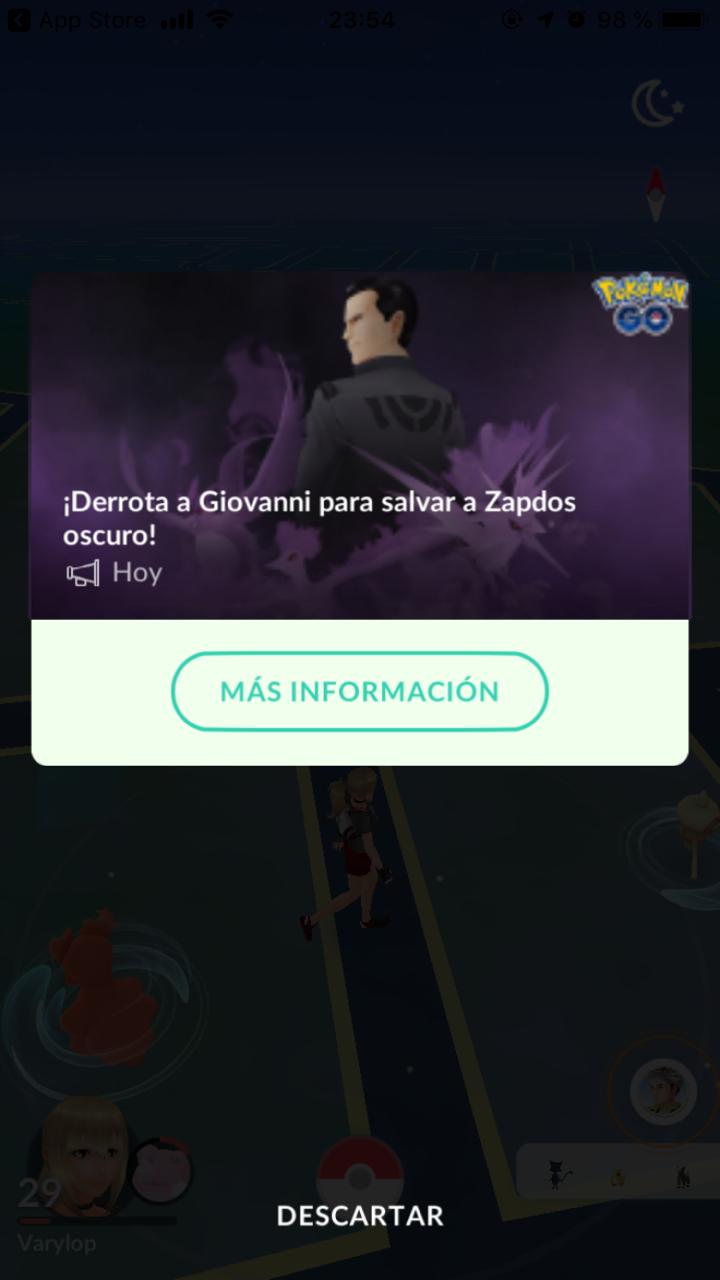 App Store 23:54 98 %
POKÉMON
GO
¡Derrota a Giovanni para salvar a Zapdos
oscuro!
Hoy
MÁS INFORMACIÓN
29
DESCARTAR
Varylop